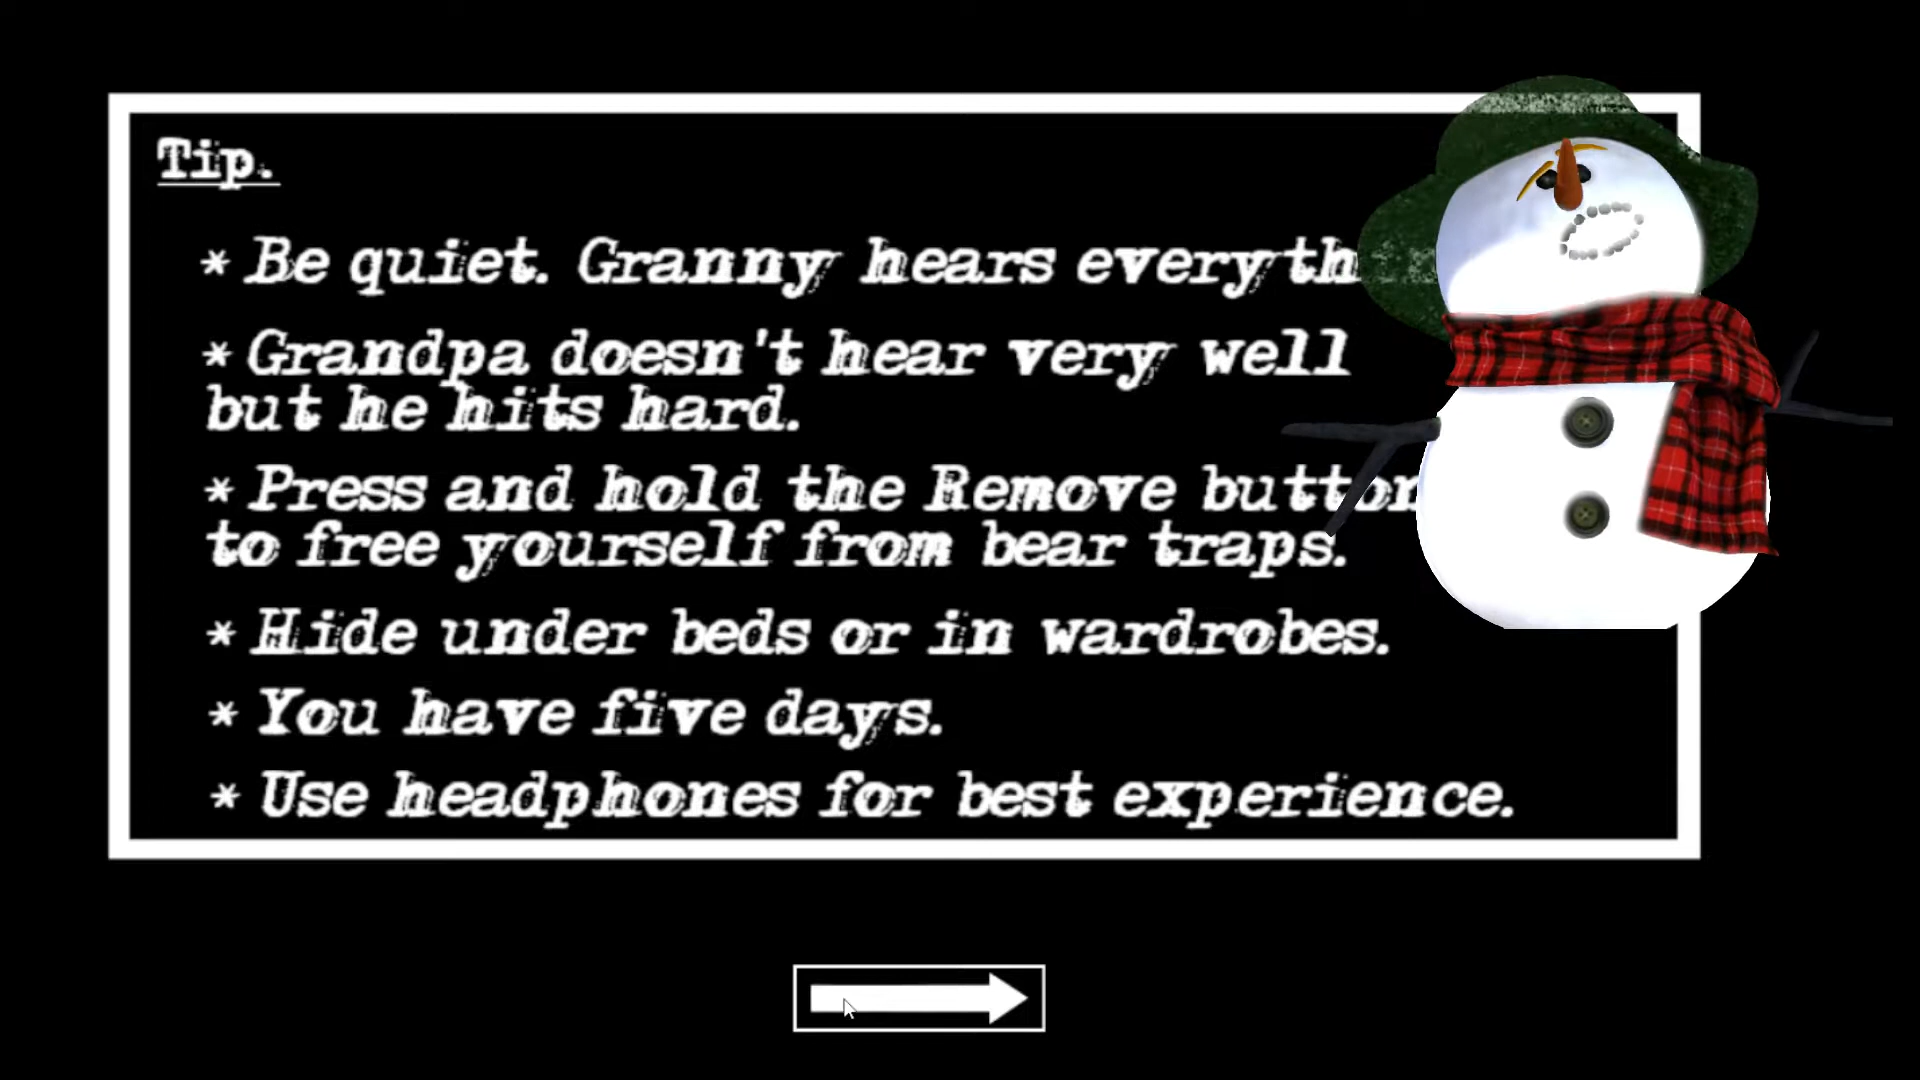 Tip.
* Be quiet. Granny hears everyth
* Grandpa doesn't hear very well
but he hits hard.
* Press and hold the Remove button
to free yourself from bear traps.
* Hide under beds or in wardrobes.
* You have five days.
* Use headphones for best experience.